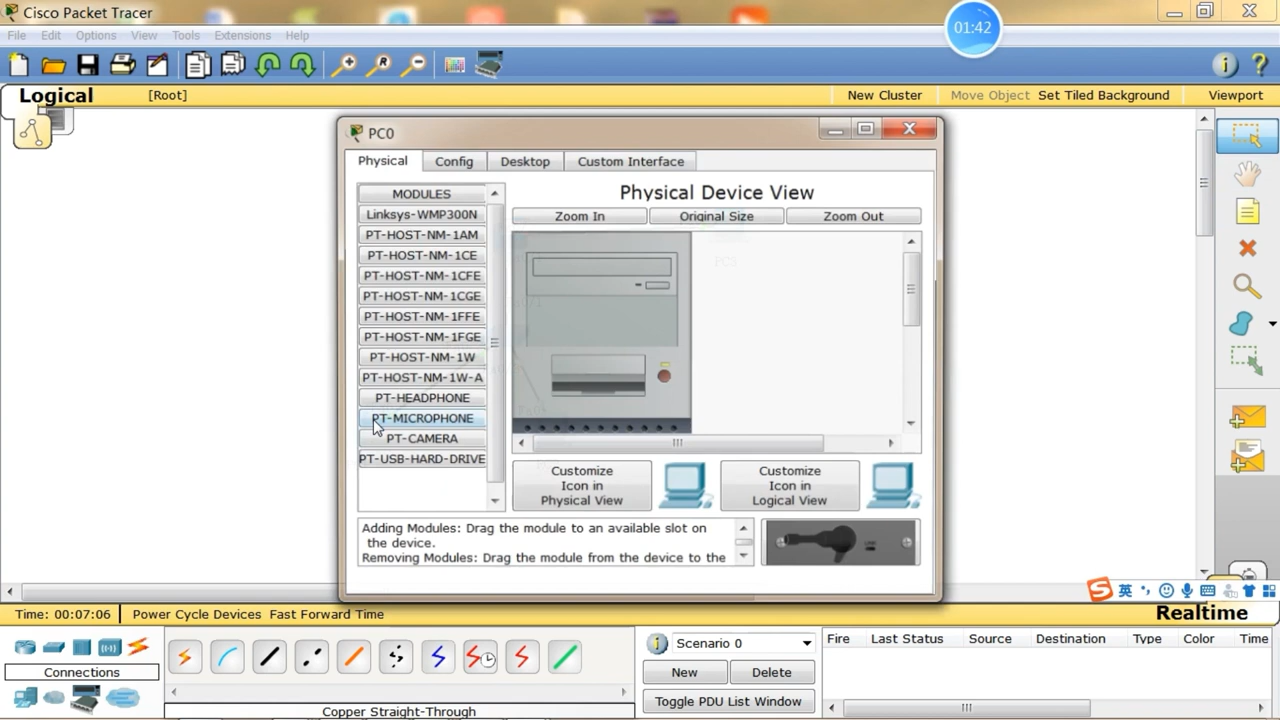 Cisco Packet Tracer
01:42
File Edit Options View Tools Extensions Help
Logical [Root] New Cluster Move Object Set Tiled Background Viewport
PC0
Physical Config Desktop Custom Interface
MODULES
Linksys-WMP300N
PT-HOST-NM-1AM
PT-HOST-NM-1CE
PT-HOST-NM-1CFE
PT-HOST-NM-1CGE
PT-HOST-NM-1FFE
PT-HOST-NM-1FGE
PT-HOST-NM-1W
PT-HOST-NM-1W-A
PT-HEADPHONE
PT-MICROPHONE
PT-CAMERA
PT-USB-HARD-DRIVE
Physical Device View
Zoom In Original Size Zoom Out
Customize
Icon in
Physical View
Customize
Icon in
Logical View
Adding Modules: Drag the module to an available slot on
the device.
Removing Modules: Drag the module from the device to the
英
Time: 00:07:06 Power Cycle Devices Fast Forward Time
Realtime
Connections
Copper Straight-Through
Scenario 0
New Delete
Toggle PDU List Window
Fire Last Status Source Destination Type Color Time